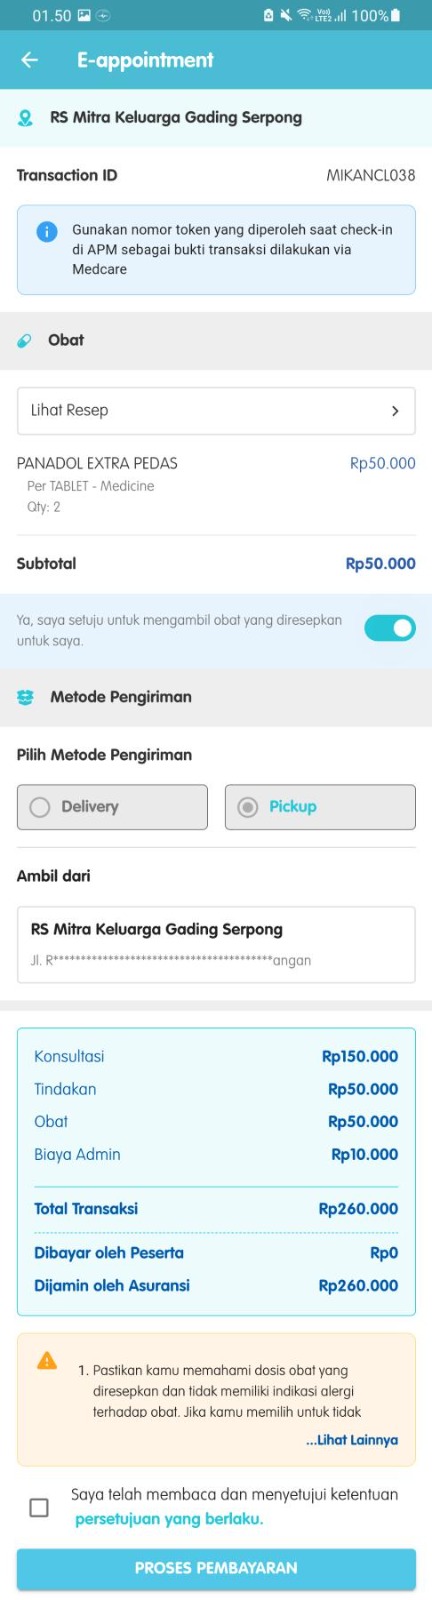 01.50
100%
E-appointment
RS Mitra Keluarga Gading Serpong
Transaction ID MIKANCL038
Gunakan nomor token yang diperoleh saat check-in
di APM sebagai bukti transaksi dilakukan via
Medcare
Obat
Lihat Resep
PANADOL EXTRA PEDAS Rp50.000
Per TABLET - Medicine
Qty: 2
Subtotal Rp50.000
Ya, saya setuju untuk mengambil obat yang diresepkan
untuk saya.
Metode Pengiriman
Pilih Metode Pengiriman
Delivery Pickup
Ambil dari
RS Mitra Keluarga Gading Serpong
Konsultasi Rp150.000
Tindakan Rp50.000
Obat Rp50.000
Biaya Admin Rp10.000
Total Transaksi Rp260.000
Dibayar oleh Peserta Rp0
Dijamin oleh Asuransi Rp260.000
1. Pastikan kamu memahami dosis obat yang
diresepkan dan tidak memiliki indikasi alergi
terhadap obat. Jika kamu memilih untuk tidak
...Lihat Lainnya
Saya telah membaca dan menyetujui ketentuan
persetujuan yang berlaku.
PROSES PEMBAYARAN